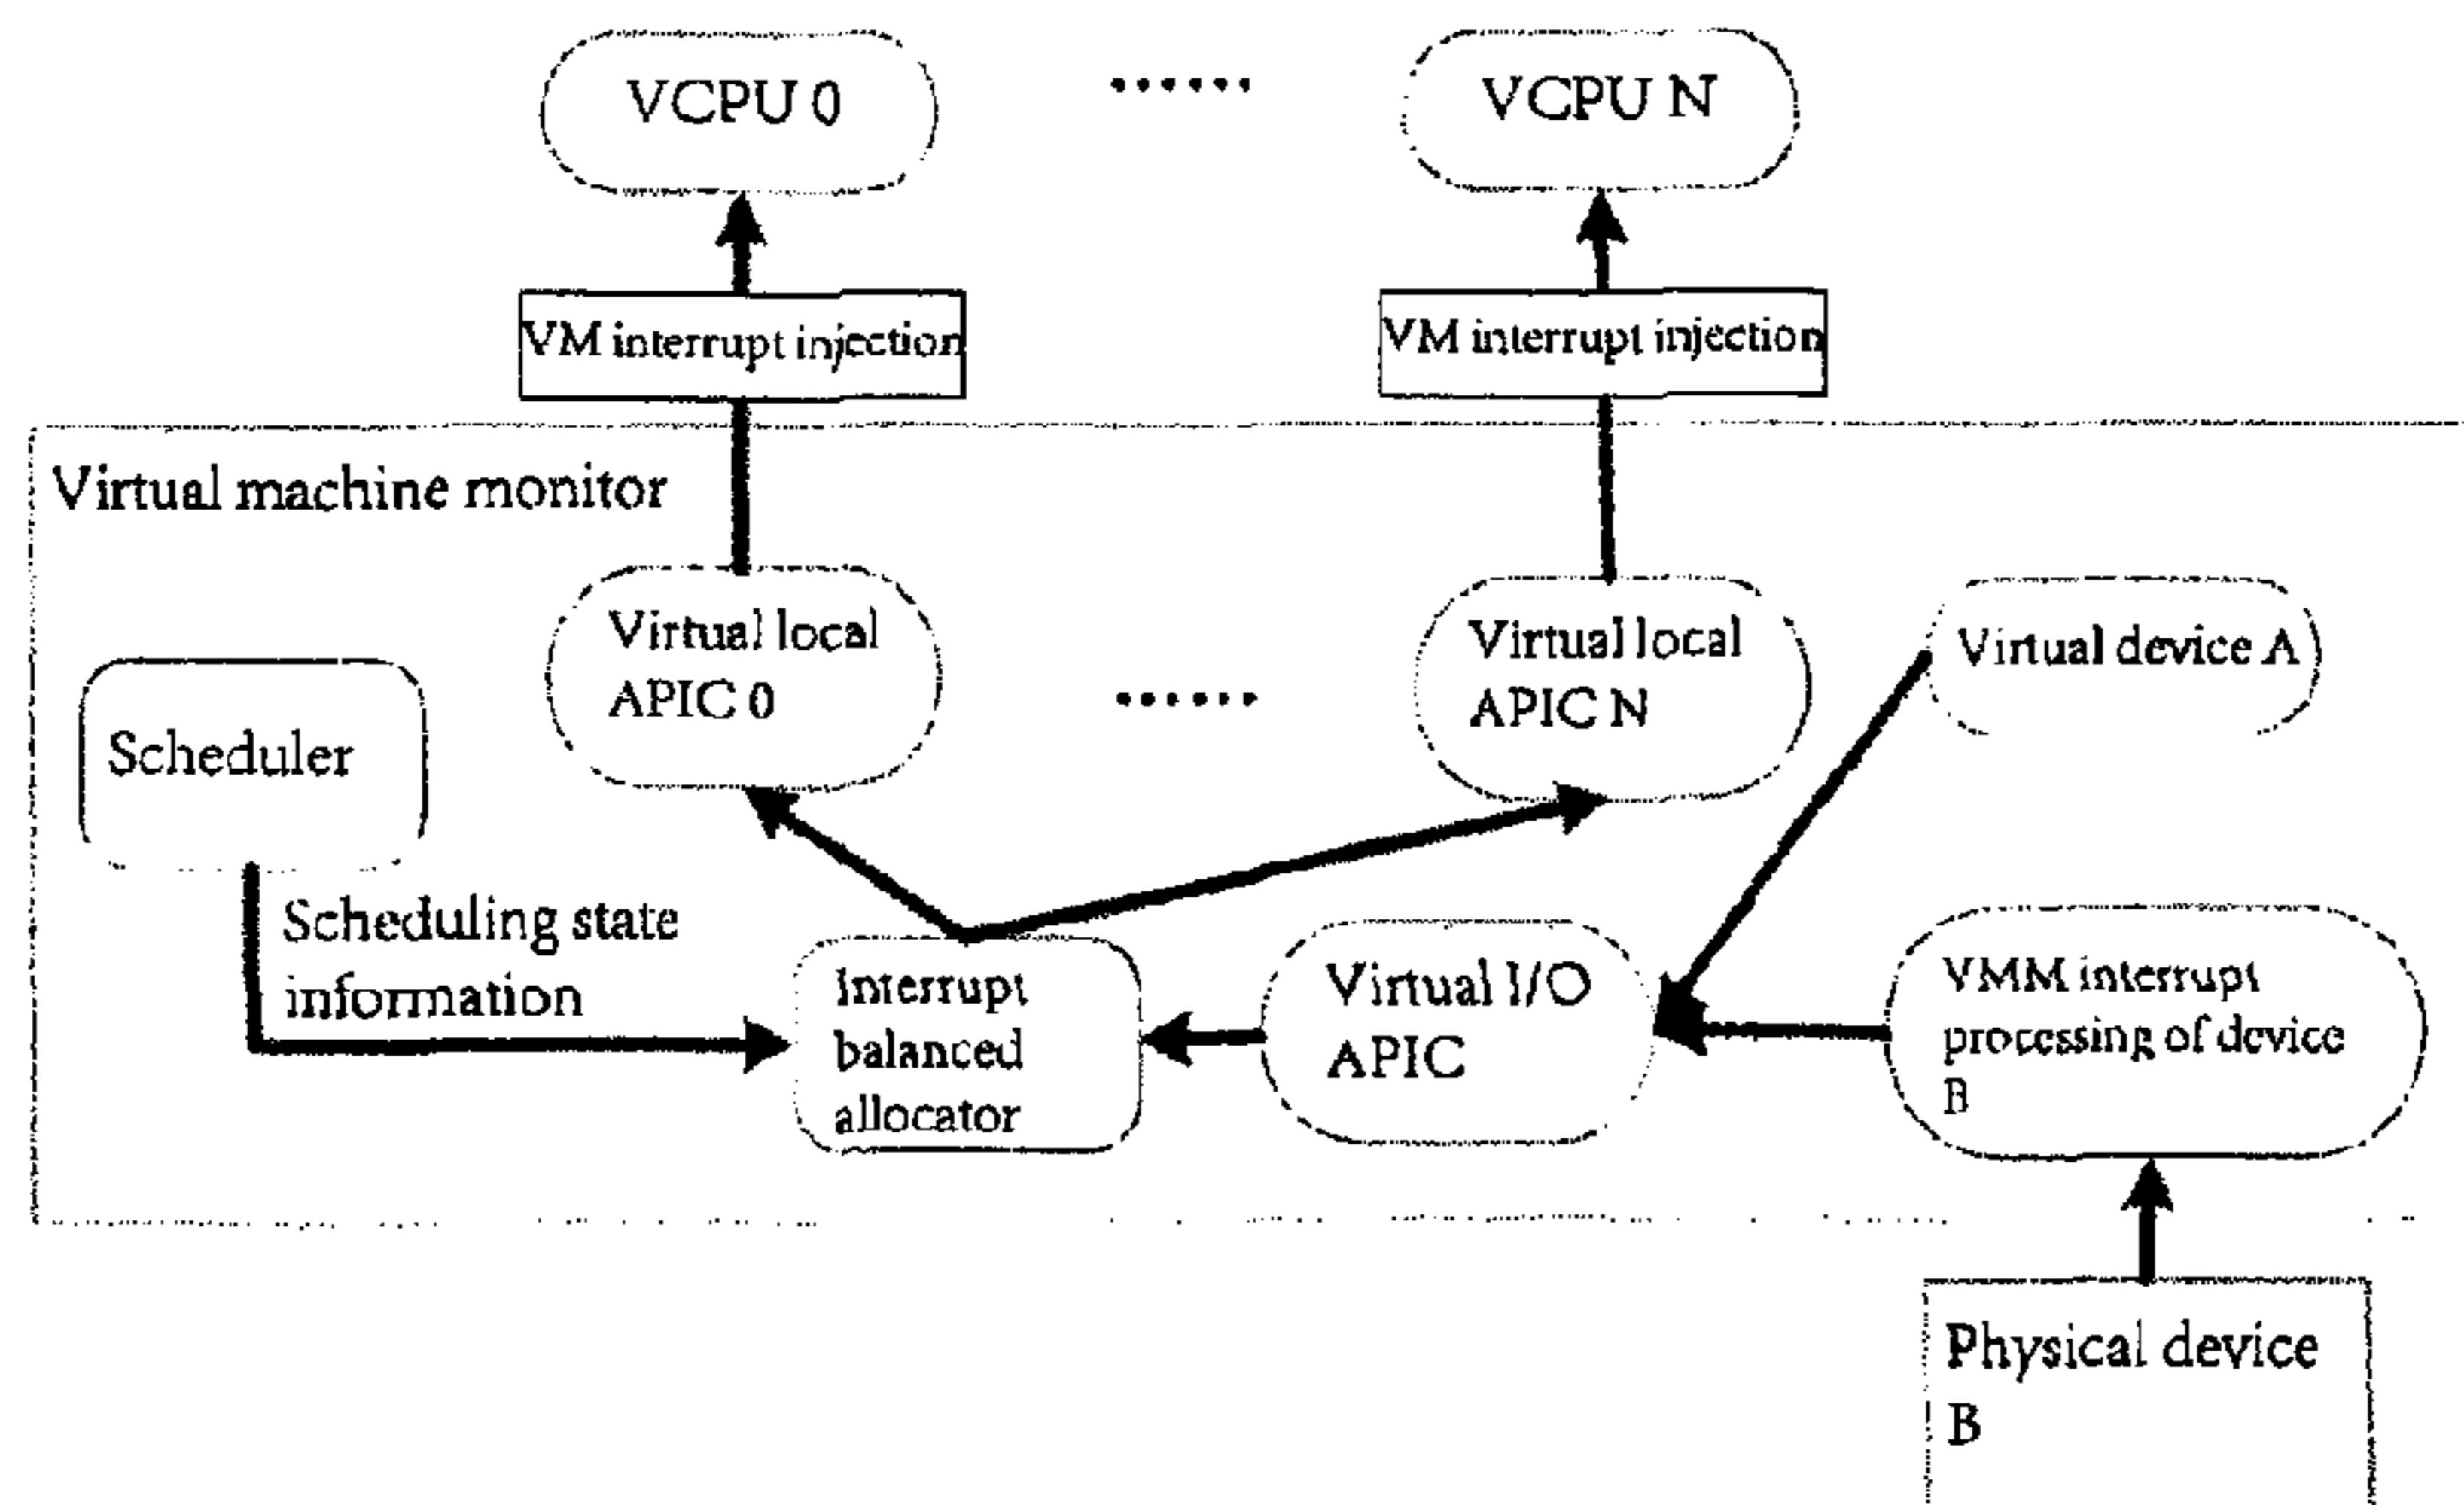 VCPU 0
......
VCPU N
VM interrupt injection
VM interrupt injection
Virtual machine monitor
Virtual local
APIC 0
......
Virtual local
APIC N
Virtual device A
Scheduler
Scheduling state
information
Interrupt
balanced
allocator
Virtual I/O
APIC
VMM interrupt
processing of device
B
Physical device
B